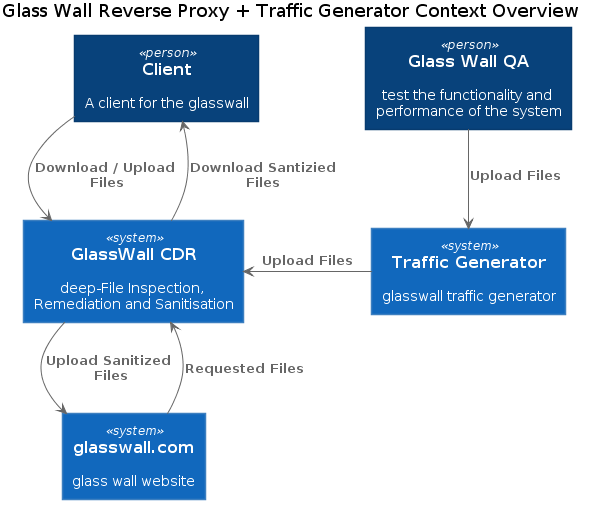 Glass Wall Reverse Proxy + Traffic Generator Context Overview
«person»
Client
A client for the glasswall
«person»
Glass Wall QA
test the functionality and
performance of the system
Download / Upload
Files
Download Santizied
Files
Upload Files
«system»
GlassWall CDR
deep-File Inspection,
Remediation and Sanitisation
Upload Files
«system»
Traffic Generator
glasswall traffic generator
Upload Sanitized
Files
Requested Files
«system»
glasswall.com
glass wall website